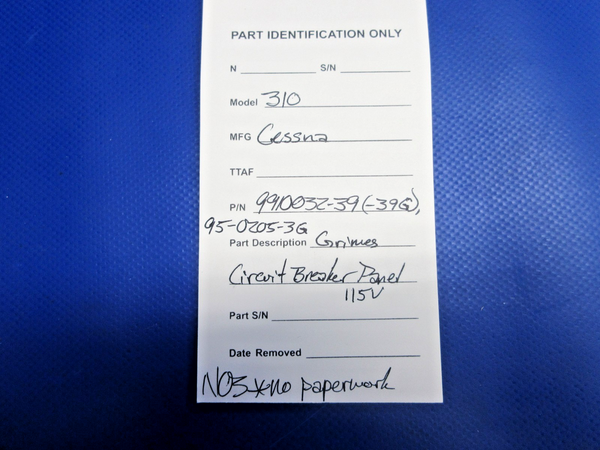 PART IDENTIFICATION ONLY
N S/N
Model 310
MFG Cessna
TTAF
P/N 9910032-39 (-39G),
95-0205-3G
Part Description Grimes
Circuit Breaker Panel
115V
Part S/N
Date Removed
NOS *no paperwork